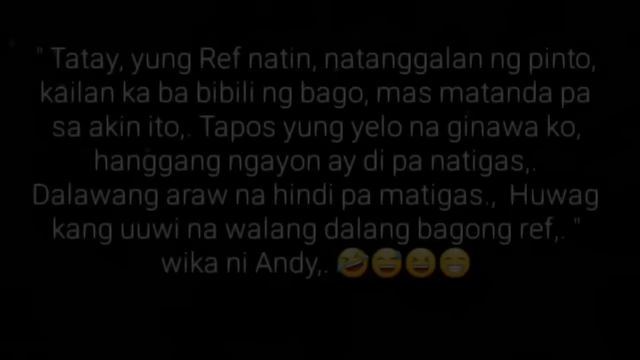 " Tatay, yung Ref natin, natanggalan ng pinto,
kailan ka ba bibili ng bago, mas matanda pa
sa akin ito,. Tapos yung yelo na ginawa ko,
hanggang ngayon ay di pa natigas,.
Dalawang araw na hindi pa matigas., Huwag
kang uuwi na walang dalang bagong ref,. "
wika ni Andy,. 🤣😅😆😁